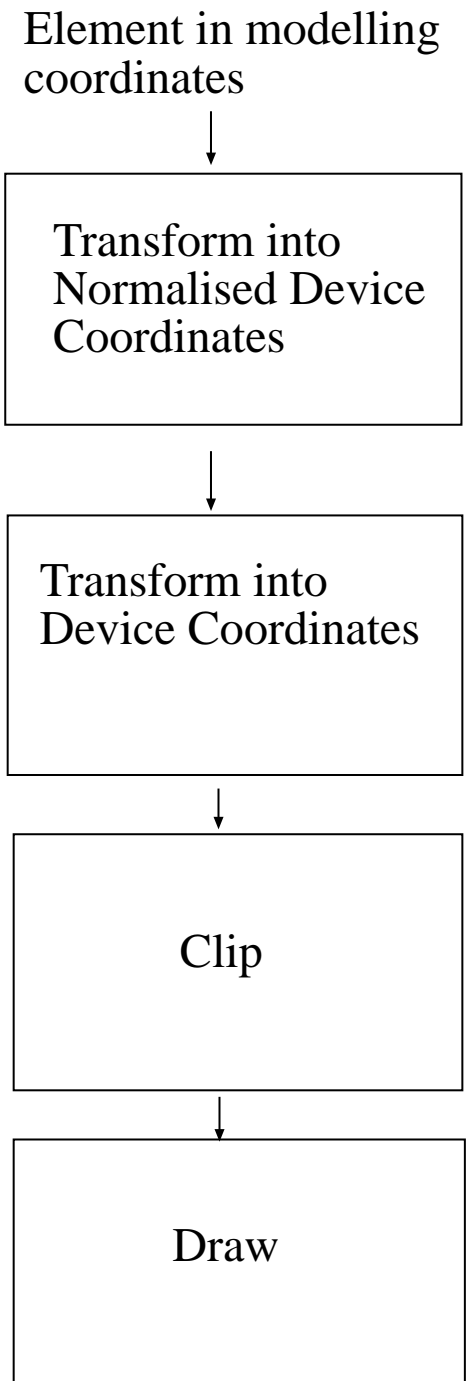 Element in modelling
coordinates
Transform into
Normalised Device
Coordinates
Transform into
Device Coordinates
Clip
Draw